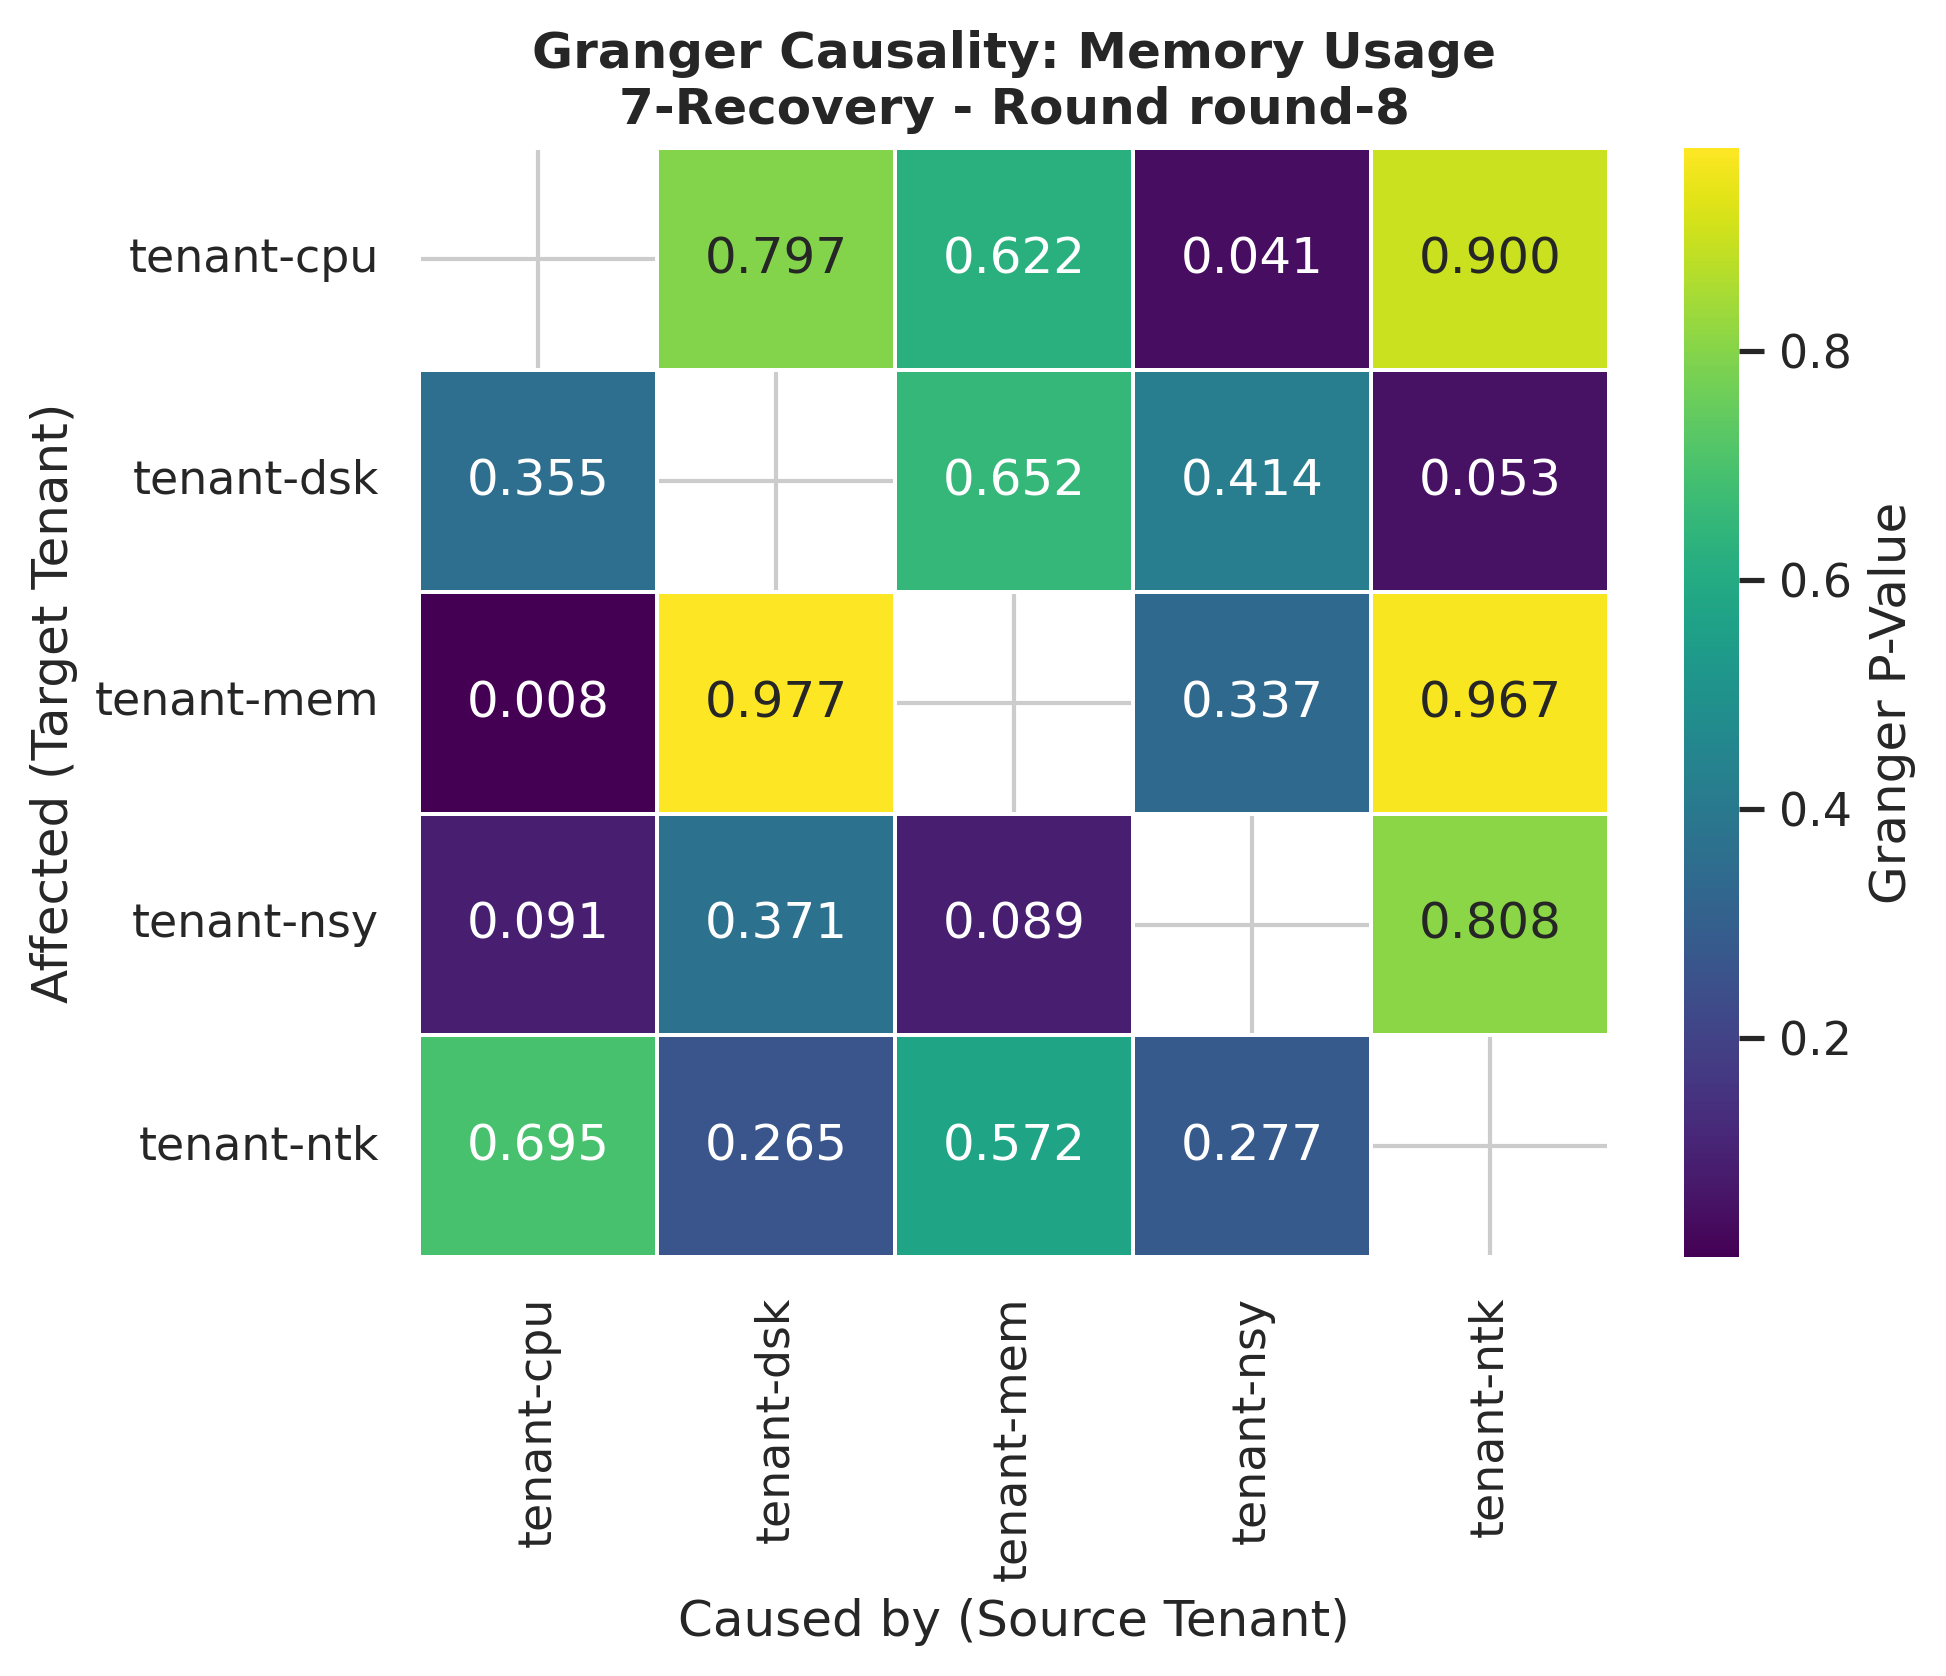 Granger Causality: Memory Usage
7-Recovery - Round round-8
Affected (Target Tenant)
tenant-cpu 0.797 0.622 0.041 0.900
tenant-dsk 0.355 0.652 0.414 0.053
tenant-mem 0.008 0.977 0.337 0.967
tenant-nsy 0.091 0.371 0.089 0.808
tenant-ntk 0.695 0.265 0.572 0.277
tenant-cpu tenant-dsk tenant-mem tenant-nsy tenant-ntk
Caused by (Source Tenant)
0.8
0.6
0.4
0.2
Granger P-Value